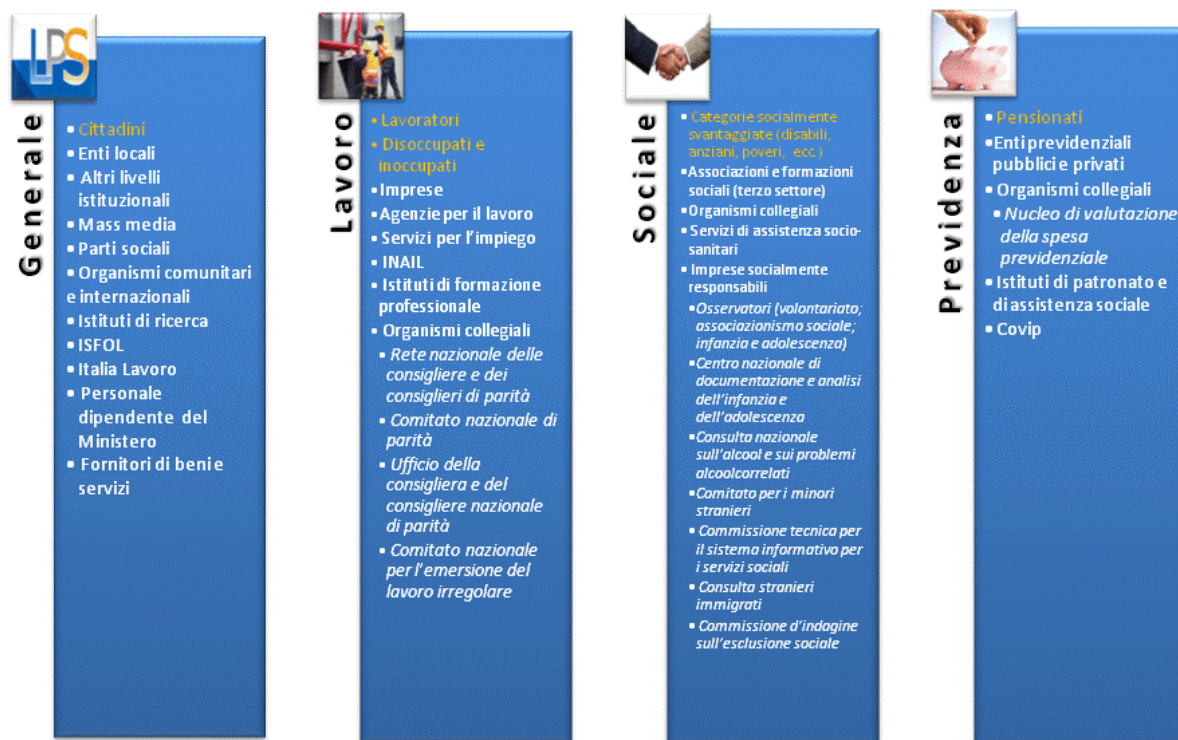 LPS
Generale
▪ Cittadini
▪ Enti locali
▪ Altri livelli
istituzionali
▪ Mass media
▪ Parti sociali
▪ Organismi comunitari
e internazionali
▪ Istituti di ricerca
▪ ISFOL
▪ Italia Lavoro
▪ Personale
dipendente del
Ministero
▪ Fornitori di beni e
servizi
Lavoro
▪ Lavoratori
▪ Disoccupati e
inoccupati
▪ Imprese
▪ Agenzie per il lavoro
▪ Servizi per l'impiego
▪ INAIL
▪ Istituti di formazione
professionale
▪ Organismi collegiali
▪ Rete nazionale delle
consigliere e dei
consiglieri di parità
▪ Comitato nazionale di
parità
▪ Ufficio della
consigliera e del
consigliere nazionale
di parità
▪ Comitato nazionale
per l'emersione del
lavoro irregolare
Sociale
▪ Categorie socialmente
svantaggiate (disabili,
anziani, poveri, ecc.)
▪ Associazioni e formazioni
sociali (terzo settore)
▪ Organismi collegiali
▪ Servizi di assistenza socio-
sanitari
▪ Imprese socialmente
responsabili
▪ Osservatori (volontariato;
associazionismo sociale;
infanzia e adolescenza)
▪ Centro nazionale di
documentazione e analisi
dell'infanzia e
dell'adolescenza
▪ Consulta nazionale
sull'alcool e sui problemi
alcoolcorrelati
▪ Comitato per i minori
stranieri
▪ Commissione tecnica per
il sistema informativo per
i servizi sociali
▪ Consulta stranieri
immigrati
▪ Commissione d'indagine
sull'esclusione sociale
Previdenza
▪ Pensionati
▪ Enti previdenziali
pubblici e privati
▪ Organismi collegiali
▪ Nucleo di valutazione
della spesa
previdenziale
▪ Istituti di patronato e
di assistenza sociale
▪ Covip